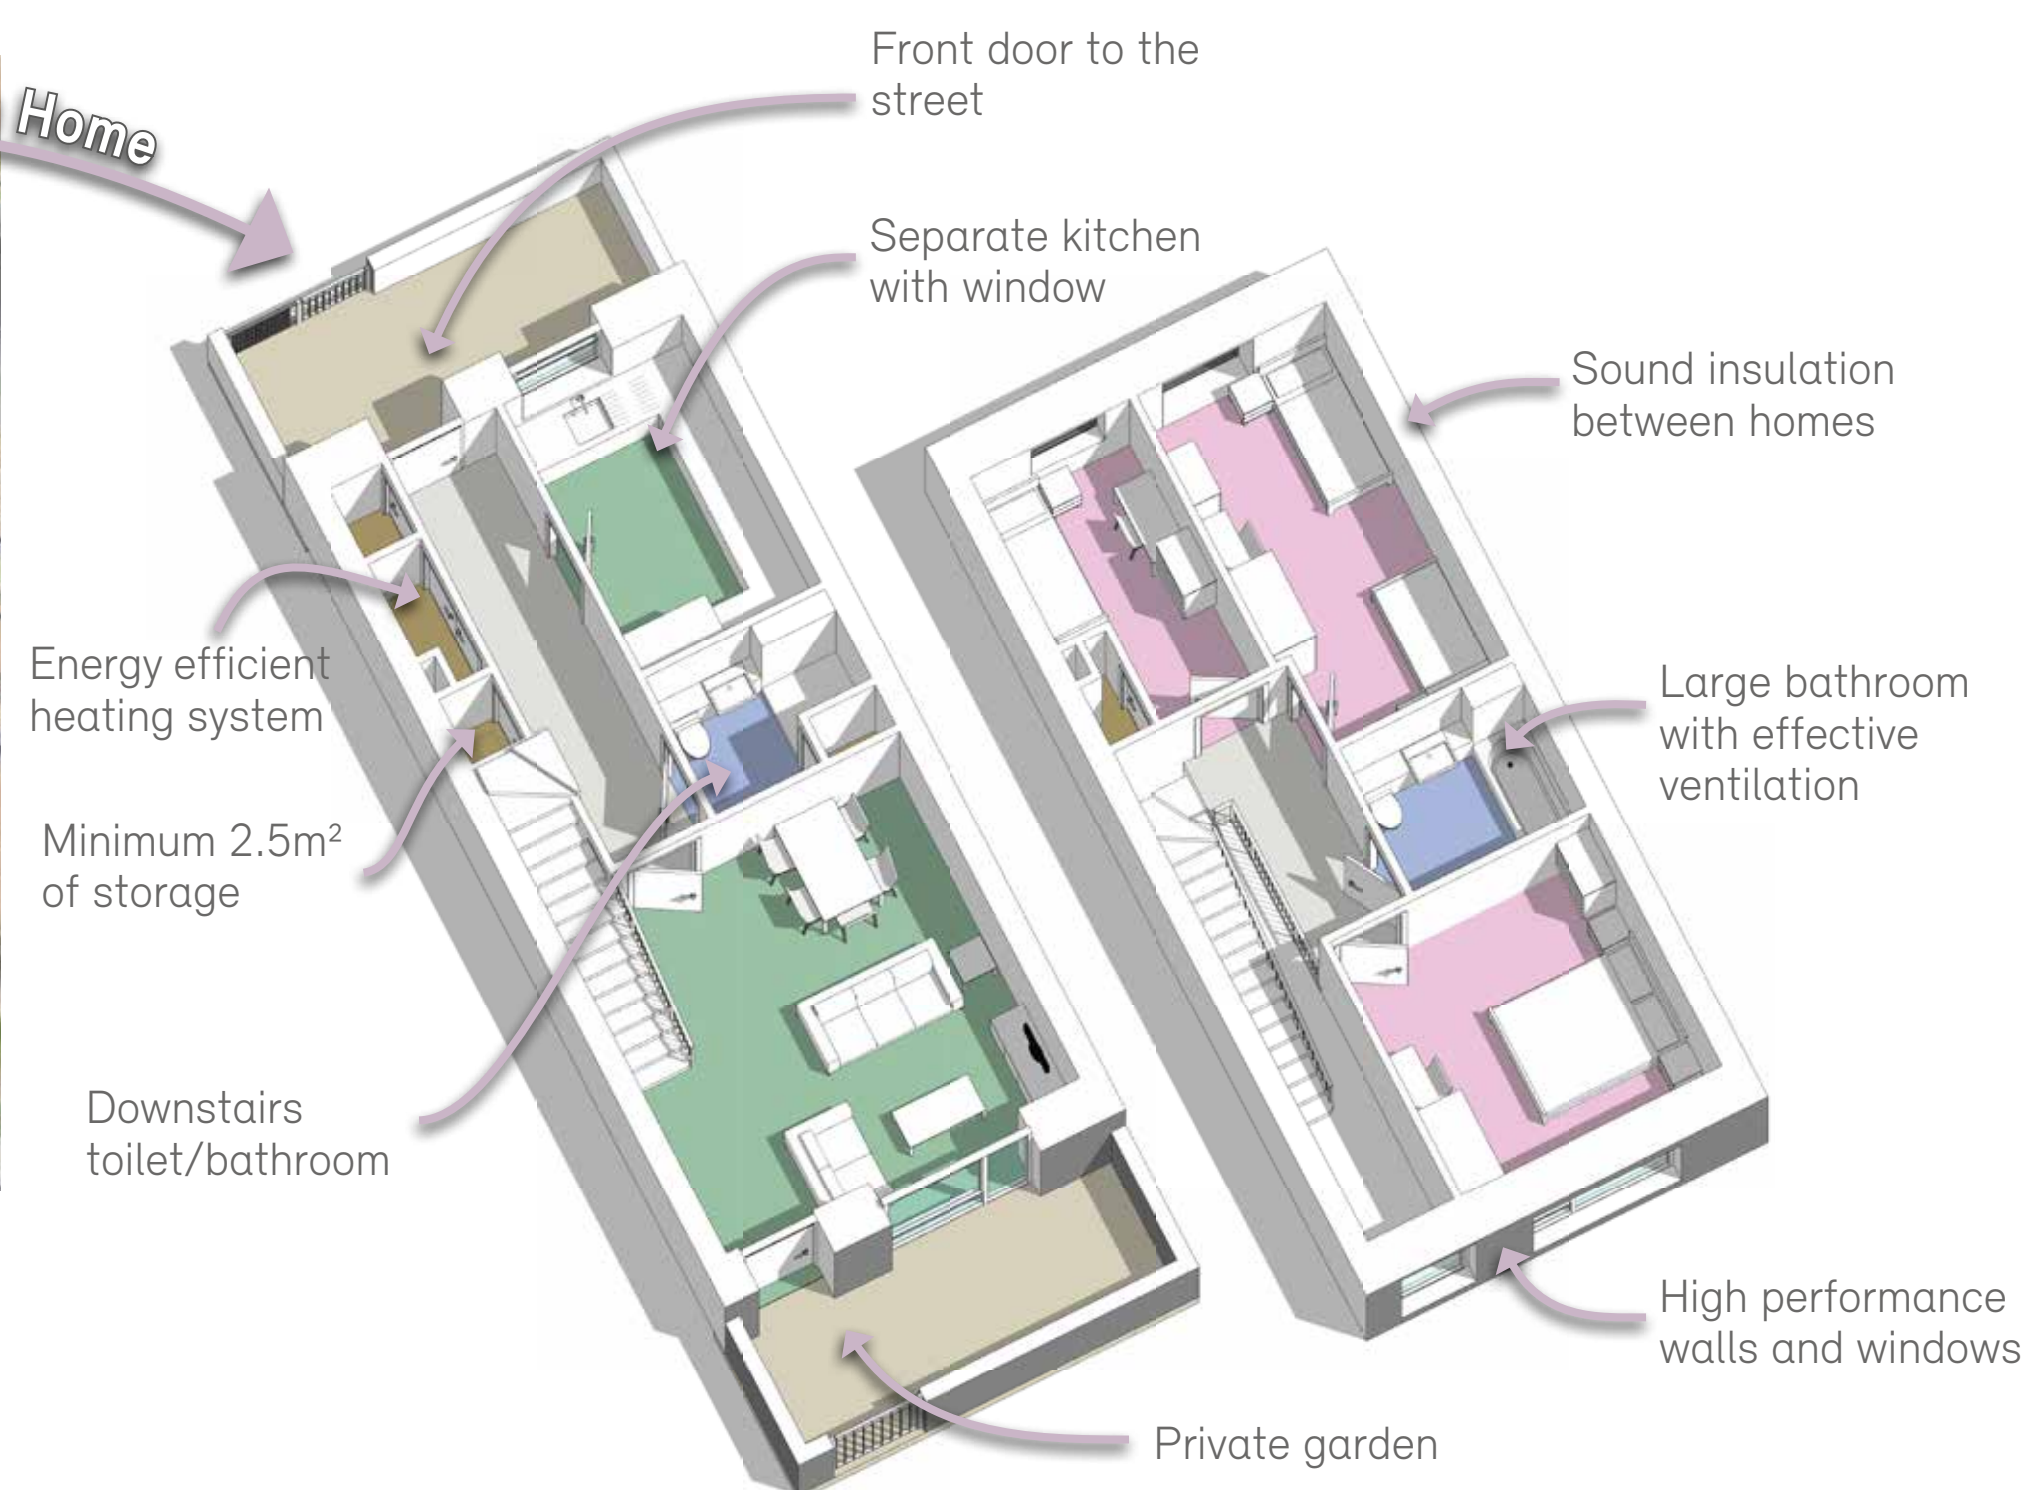 Home
Front door to the
street
Separate kitchen
with window
Sound insulation
between homes
Energy efficient
heating system
Large bathroom
with effective
ventilation
Minimum 2.5m²
of storage
Downstairs
toilet/bathroom
High performance
walls and windows
Private garden